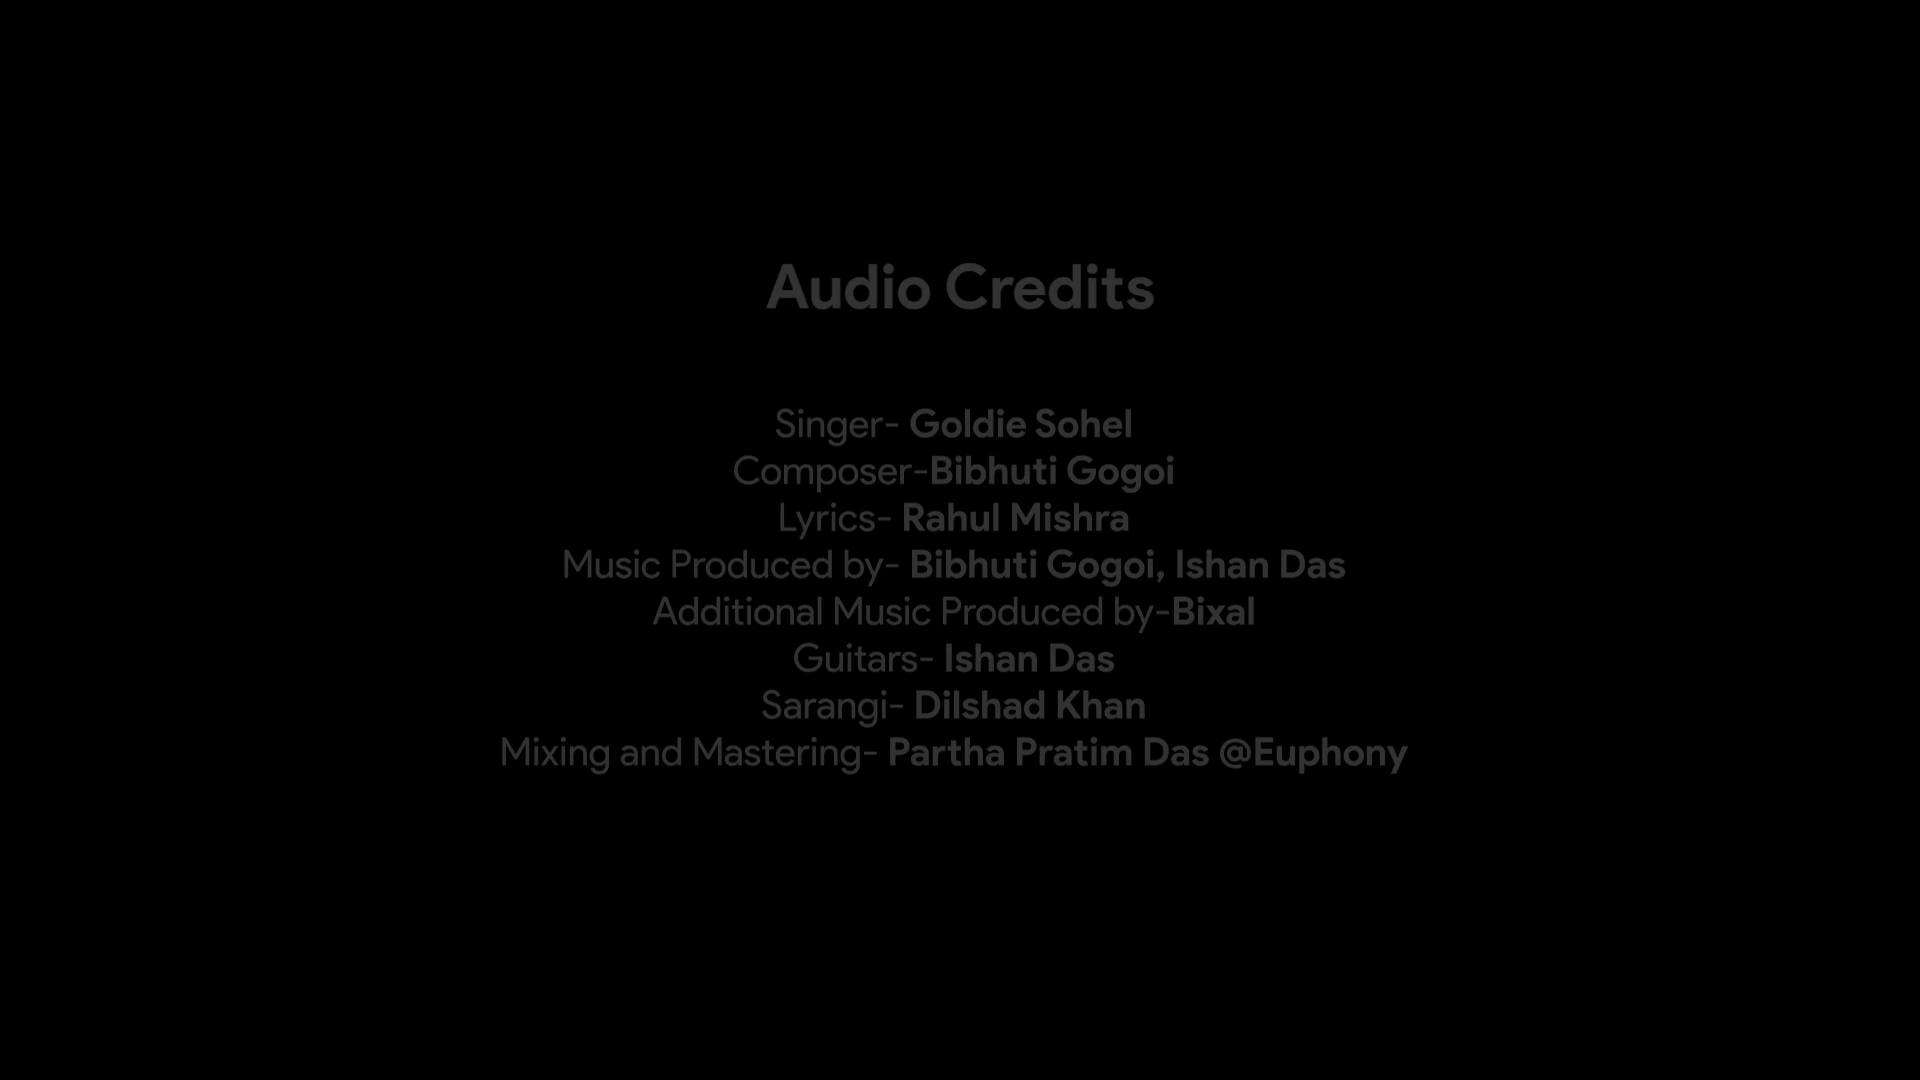 Audio Credits
Singer- Goldie Sohel
Composer-Bibhuti Gogoi
Lyrics- Rahul Mishra
Music Produced by- Bibhuti Gogoi, Ishan Das
Additional Music Produced by-Bixal
Guitars- Ishan Das
Sarangi- Dilshad Khan
Mixing and Mastering- Partha Pratim Das @Euphony